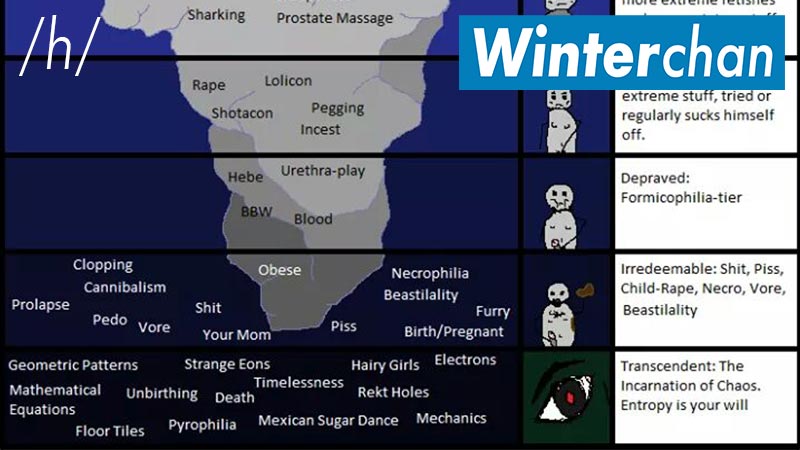 /h/
Winterchan
Sharking
Prostate Massage
more extreme fetishes
Rape
Lolicon
Shotacon
Pegging
Incest
extreme stuff, tried or
regularly sucks himself
off.
Hebe
Urethra-play
BBW
Blood
Depraved:
Formicophilia-tier
Clopping
Cannibalism
Prolapse
Pedo
Vore
Shit
Your Mom
Obese
Piss
Necrophilia
Beastilality
Furry
Birth/Pregnant
Irredeemable: Shit, Piss,
Child-Rape, Necro, Vore,
Beastilality
Geometric Patterns
Strange Eons
Hairy Girls
Electrons
Mathematical
Equations
Unbirthing
Death
Timelessness
Rekt Holes
Floor Tiles
Pyrophilia
Mexican Sugar Dance
Mechanics
Transcendent: The
Incarnation of Chaos.
Entropy is your will